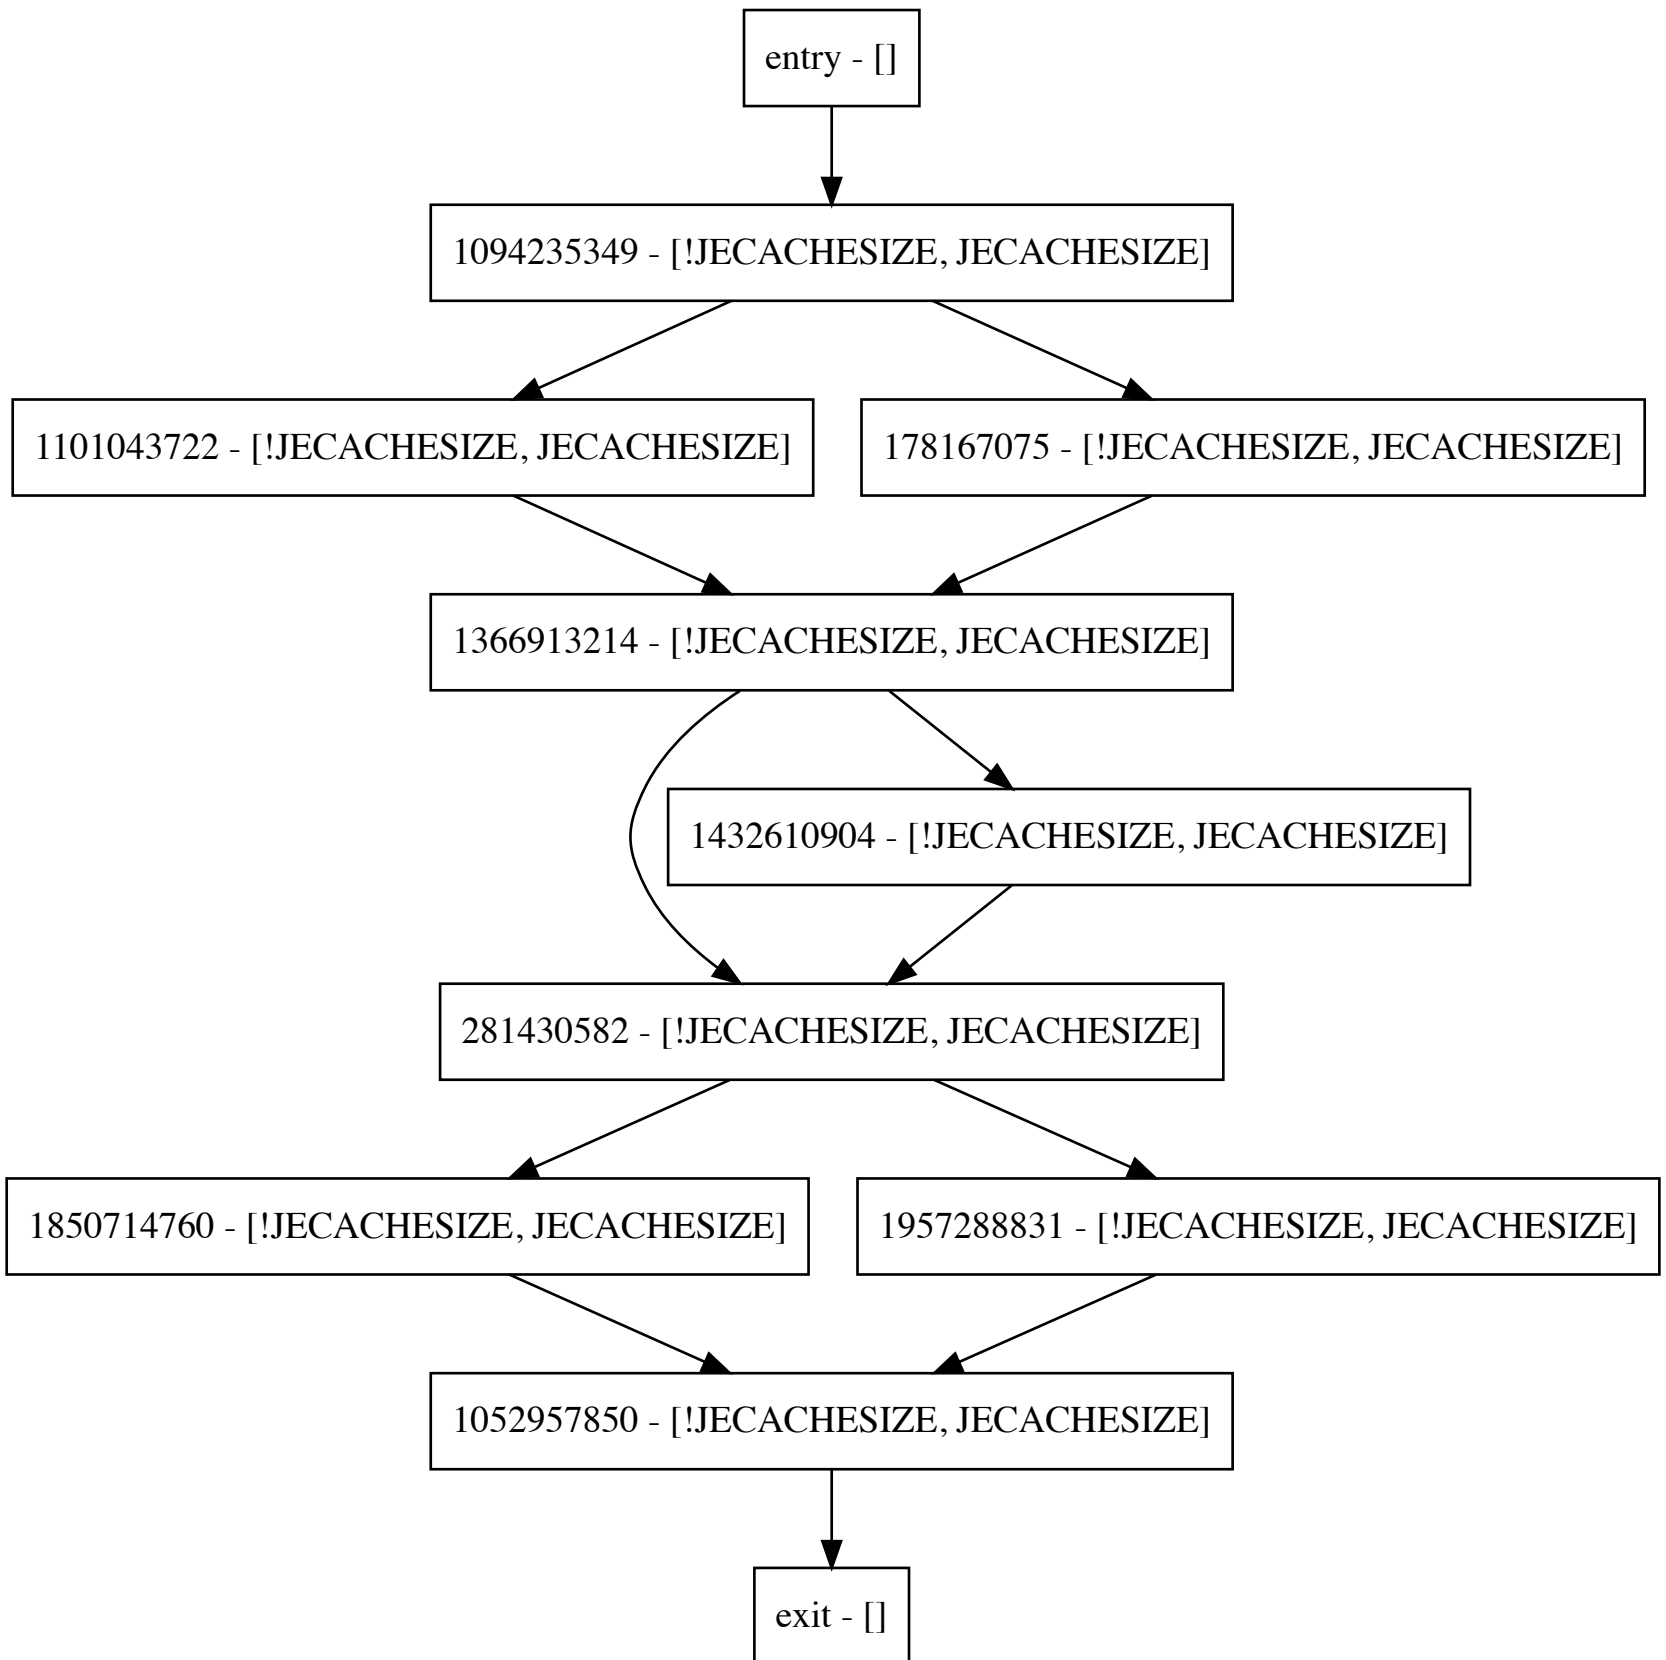 entry - []
1094235349 - [!JECACHESIZE, JECACHESIZE]
1101043722 - [!JECACHESIZE, JECACHESIZE]
178167075 - [!JECACHESIZE, JECACHESIZE]
1366913214 - [!JECACHESIZE, JECACHESIZE]
1432610904 - [!JECACHESIZE, JECACHESIZE]
281430582 - [!JECACHESIZE, JECACHESIZE]
1850714760 - [!JECACHESIZE, JECACHESIZE]
1957288831 - [!JECACHESIZE, JECACHESIZE]
1052957850 - [!JECACHESIZE, JECACHESIZE]
exit - []